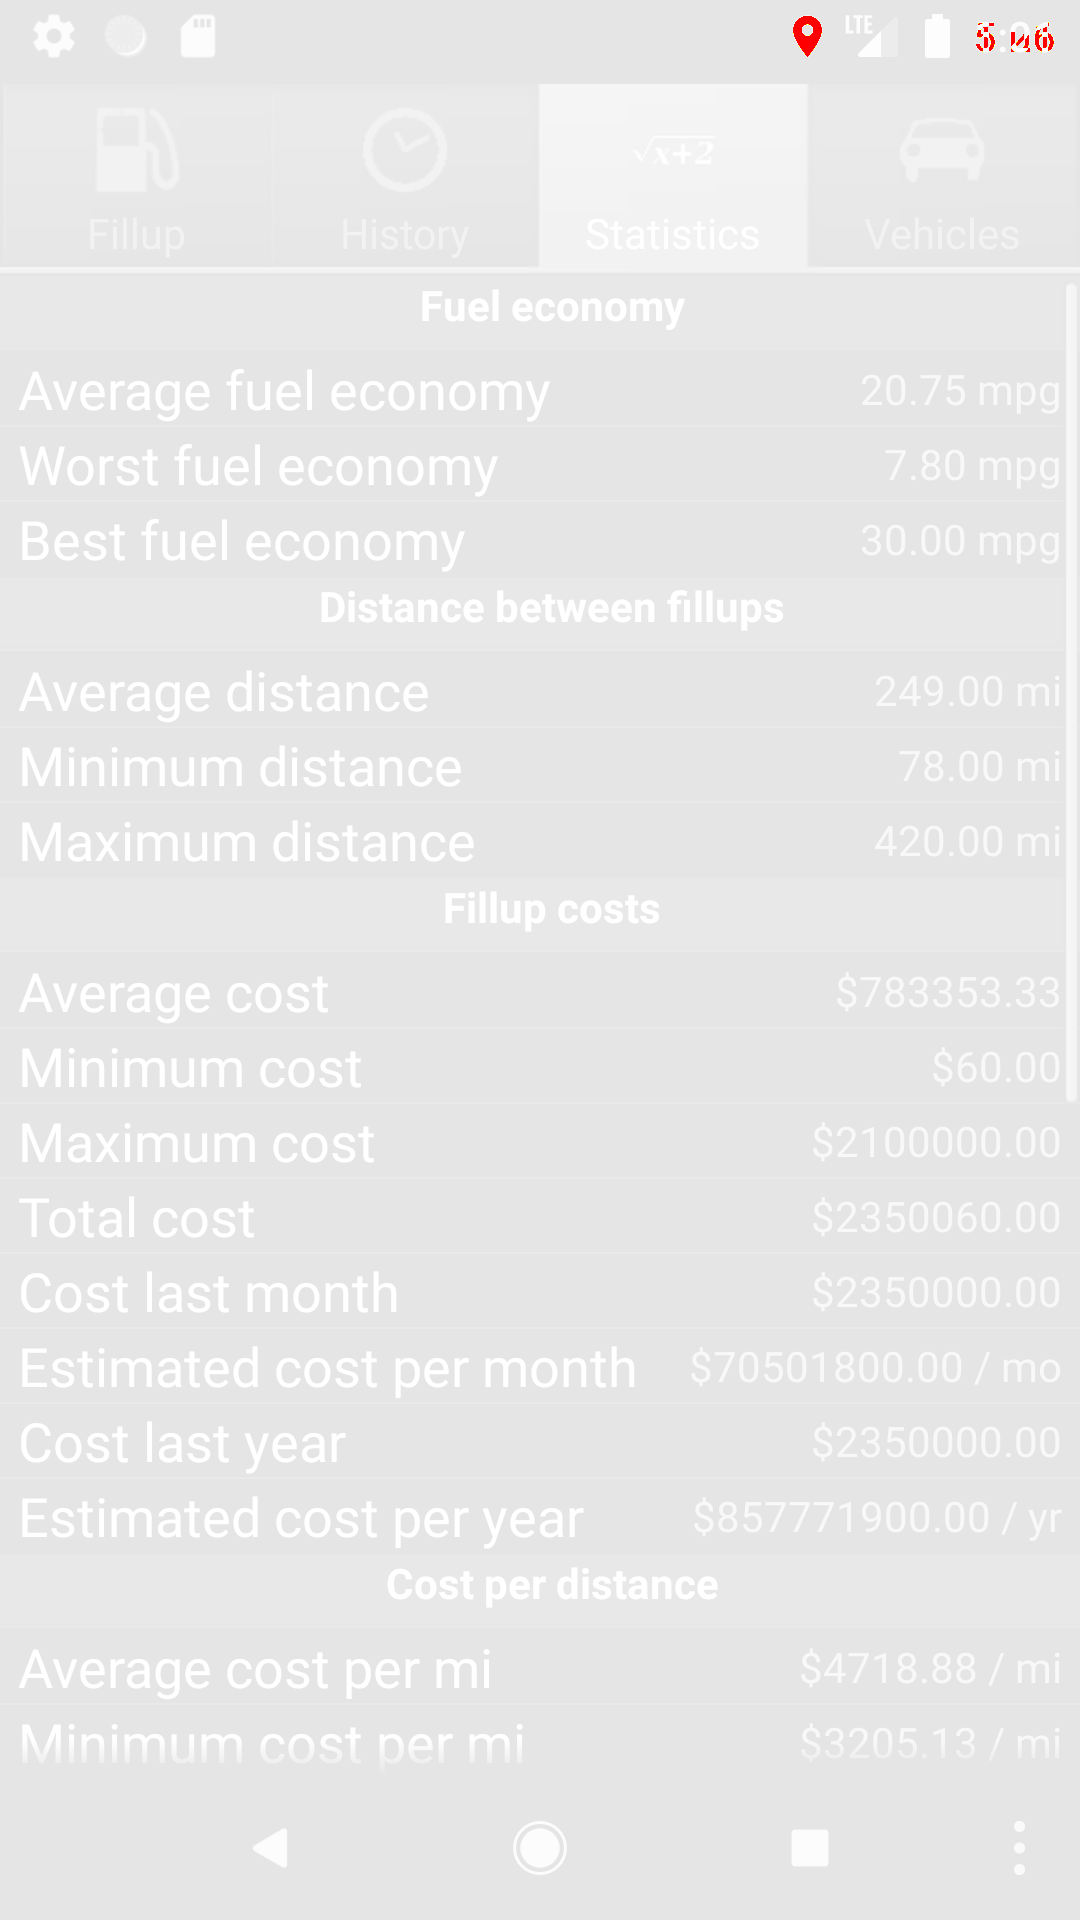 LTE
Fillup History √x+2 Statistics Vehicles
Fuel economy
Average fuel economy 20.75 mpg
Worst fuel economy 7.80 mpg
Best fuel economy 30.00 mpg
Distance between fillups
Average distance 249.00 mi
Minimum distance 78.00 mi
Maximum distance 420.00 mi
Fillup costs
Average cost $783353.33
Minimum cost $60.00
Maximum cost $2100000.00
Total cost $2350060.00
Cost last month $2350000.00
Estimated cost per month $70501800.00 / mo
Cost last year $2350000.00
Estimated cost per year $857771900.00 / yr
Cost per distance
Average cost per mi $4718.88 / mi
Minimum cost per mi $3205.13 / mi